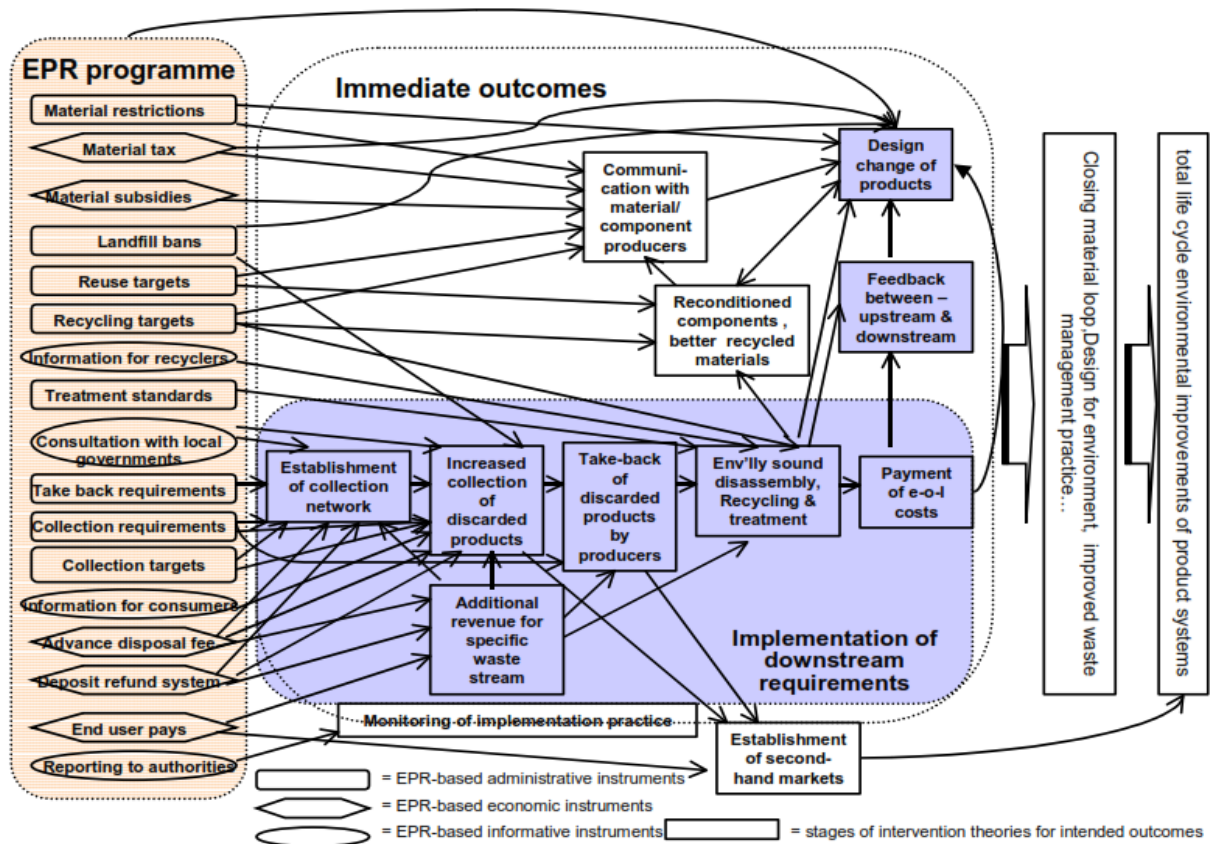 EPR programme
Material restrictions
Material tax
Material subsidies
Landfill bans
Reuse targets
Recycling targets
Information for recyclers
Treatment standards
Consultation with local
governments
Take back requirements
Collection requirements
Collection targets
Information for consumers
Advance disposal fee
Deposit refund system
End user pays
Reporting to authorities
Immediate outcomes
Communi-
cation with
material/
component
producers
Design
change of
products
Reconditioned
components ,
better recycled
materials
Feedback
between –
upstream &
downstream
Establishment
of collection
network
Increased
collection
of
discarded
products
Take-back
of
discarded
products by
producers
Env'lly sound
disassembly,
Recycling &
treatment
Payment
of e-o-l
costs
Additional
revenue for
specific
waste
stream
Implementation of
downstream
requirements
Monitoring of implementation practice
Establishment
of second-
hand markets
Closing material loop,Design for environment, improved waste
management practice…
total life cycle environmental improvements of product systems
= EPR-based administrative instruments
= EPR-based economic instruments
= EPR-based informative instruments
= stages of intervention theories for intended outcomes